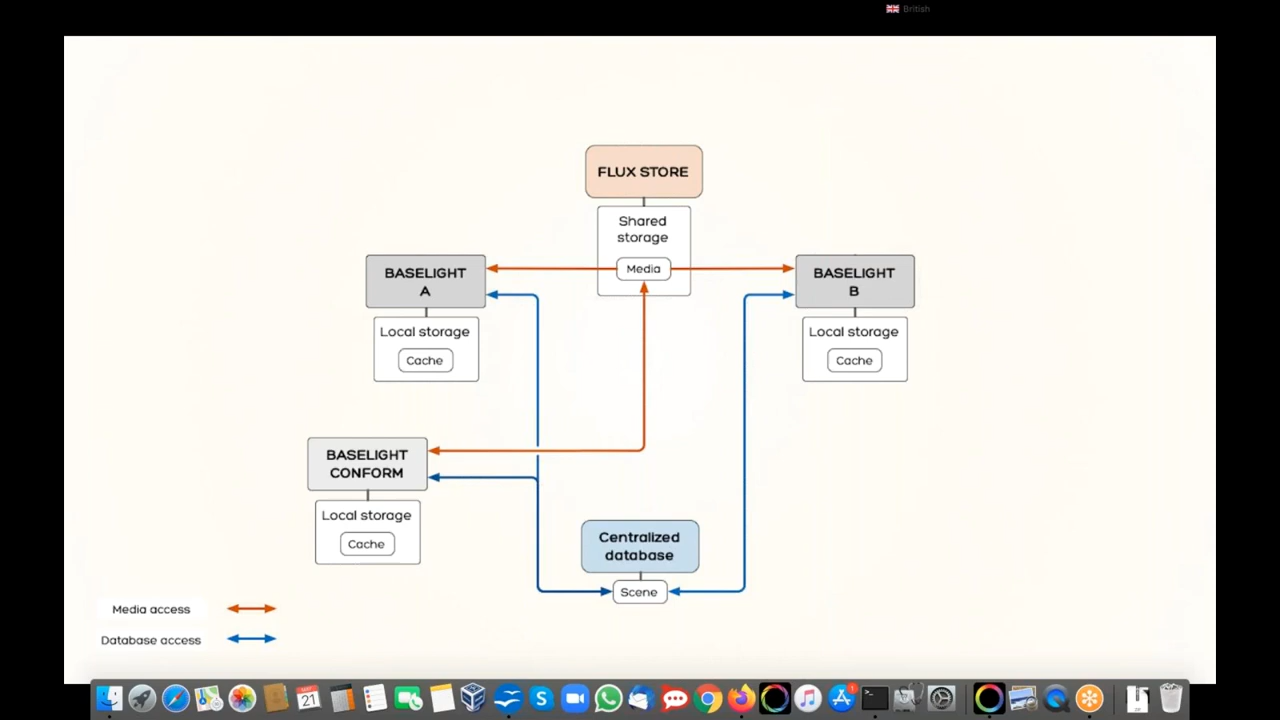 British
FLUX STORE
Shared
storage
Media
BASELIGHT
A
Local storage
Cache
BASELIGHT
B
Local storage
Cache
BASELIGHT
CONFORM
Local storage
Cache
Centralized
database
Scene
Media access
Database access
21